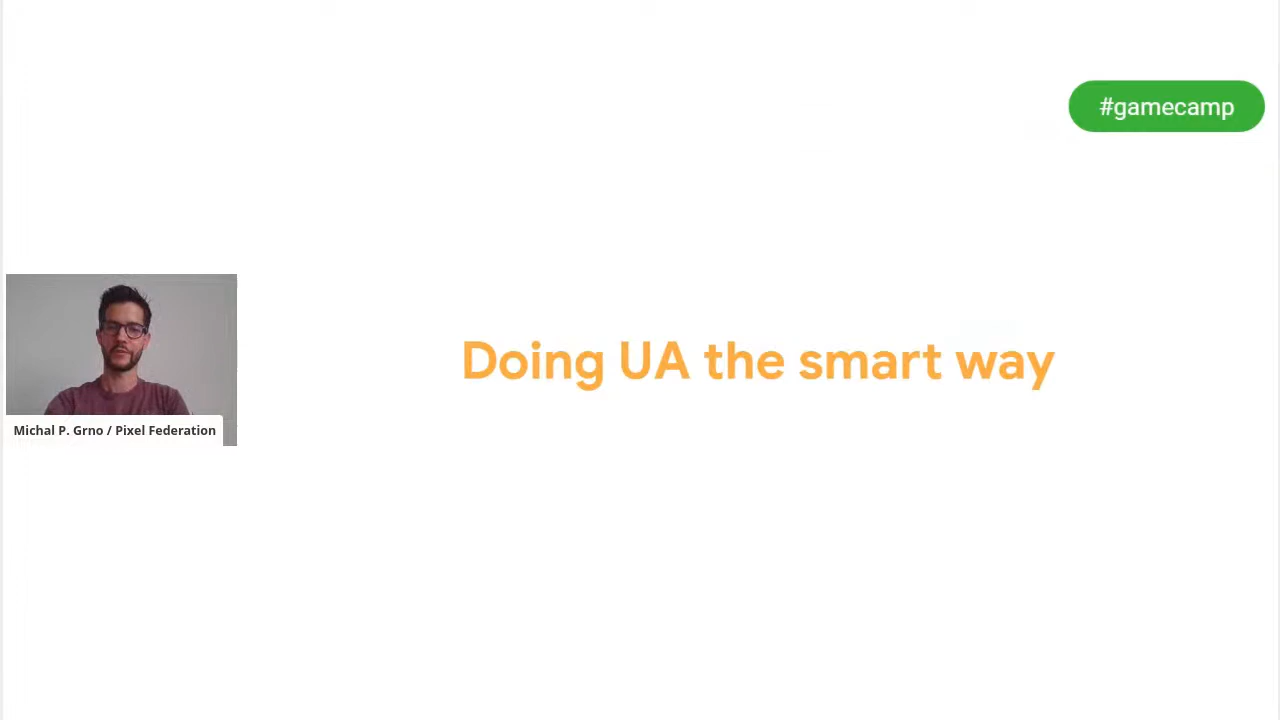 #gamecamp
Doing UA the smart way
Michal P. Grno / Pixel Federation